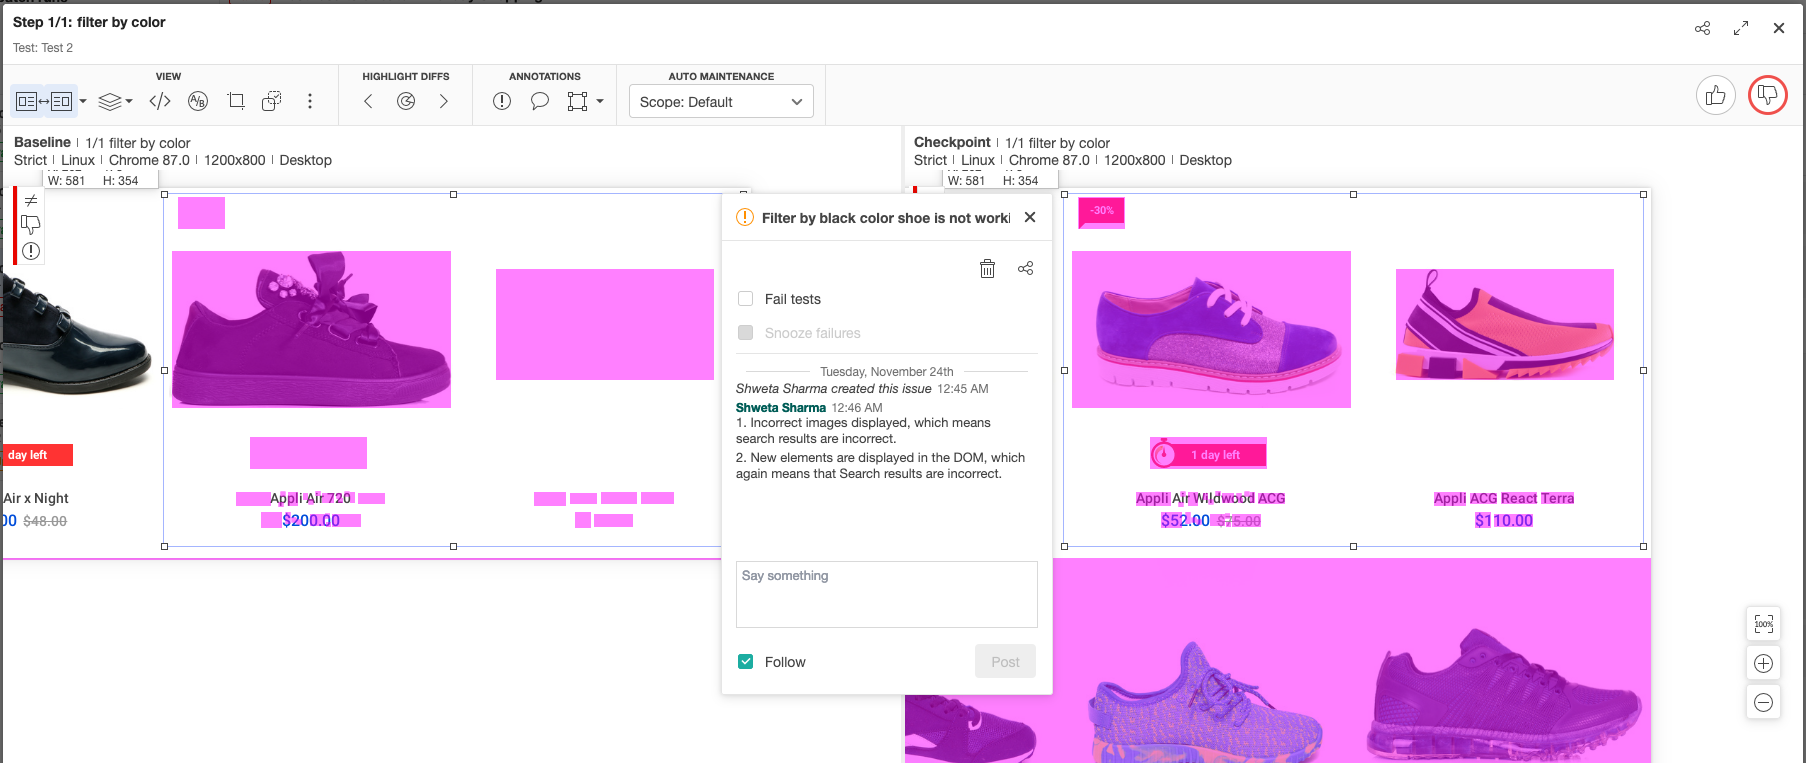 Step 1/1: filter by color
Test: Test 2
VIEW
HIGHLIGHT DIFFS
ANNOTATIONS
AUTO MAINTENANCE
A/B
Scope: Default
Baseline | 1/1 filter by color
Strict | Linux | Chrome 87.0 | 1200x800 | Desktop
W: 581 H: 354
Checkpoint | 1/1 filter by color
Strict | Linux | Chrome 87.0 | 1200x800 | Desktop
W: 581 H: 354
day left
Air x Night
00 $48.00
Appli Air 720
$200.00
Filter by black color shoe is not worki
Fail tests
Snooze failures
Tuesday, November 24th
Shweta Sharma created this issue 12:45 AM
Shweta Sharma 12:46 AM
1. Incorrect images displayed, which means
search results are incorrect.
2. New elements are displayed in the DOM, which
again means that Search results are incorrect.
Say something
Follow
Post
-30%
1 day left
Appli Air Wildwood ACG
$52.00 $75.00
Appli ACG React Terra
$110.00
100%